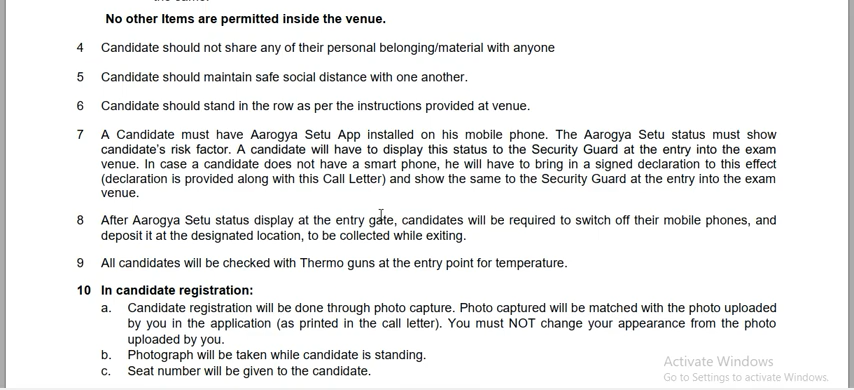 No other Items are permitted inside the venue.
4 Candidate should not share any of their personal belonging/material with anyone
5 Candidate should maintain safe social distance with one another.
6 Candidate should stand in the row as per the instructions provided at venue.
7 A Candidate must have Aarogya Setu App installed on his mobile phone. The Aarogya Setu status must show
candidate's risk factor. A candidate will have to display this status to the Security Guard at the entry into the exam
venue. In case a candidate does not have a smart phone, he will have to bring in a signed declaration to this effect
(declaration is provided along with this Call Letter) and show the same to the Security Guard at the entry into the exam
venue.
8 After Aarogya Setu status display at the entry gate, candidates will be required to switch off their mobile phones, and
deposit it at the designated location, to be collected while exiting.
9 All candidates will be checked with Thermo guns at the entry point for temperature.
10 In candidate registration:
a. Candidate registration will be done through photo capture. Photo captured will be matched with the photo uploaded
by you in the application (as printed in the call letter). You must NOT change your appearance from the photo
uploaded by you.
b. Photograph will be taken while candidate is standing.
c. Seat number will be given to the candidate.
Activate Windows
Go to Settings to activate Windows.